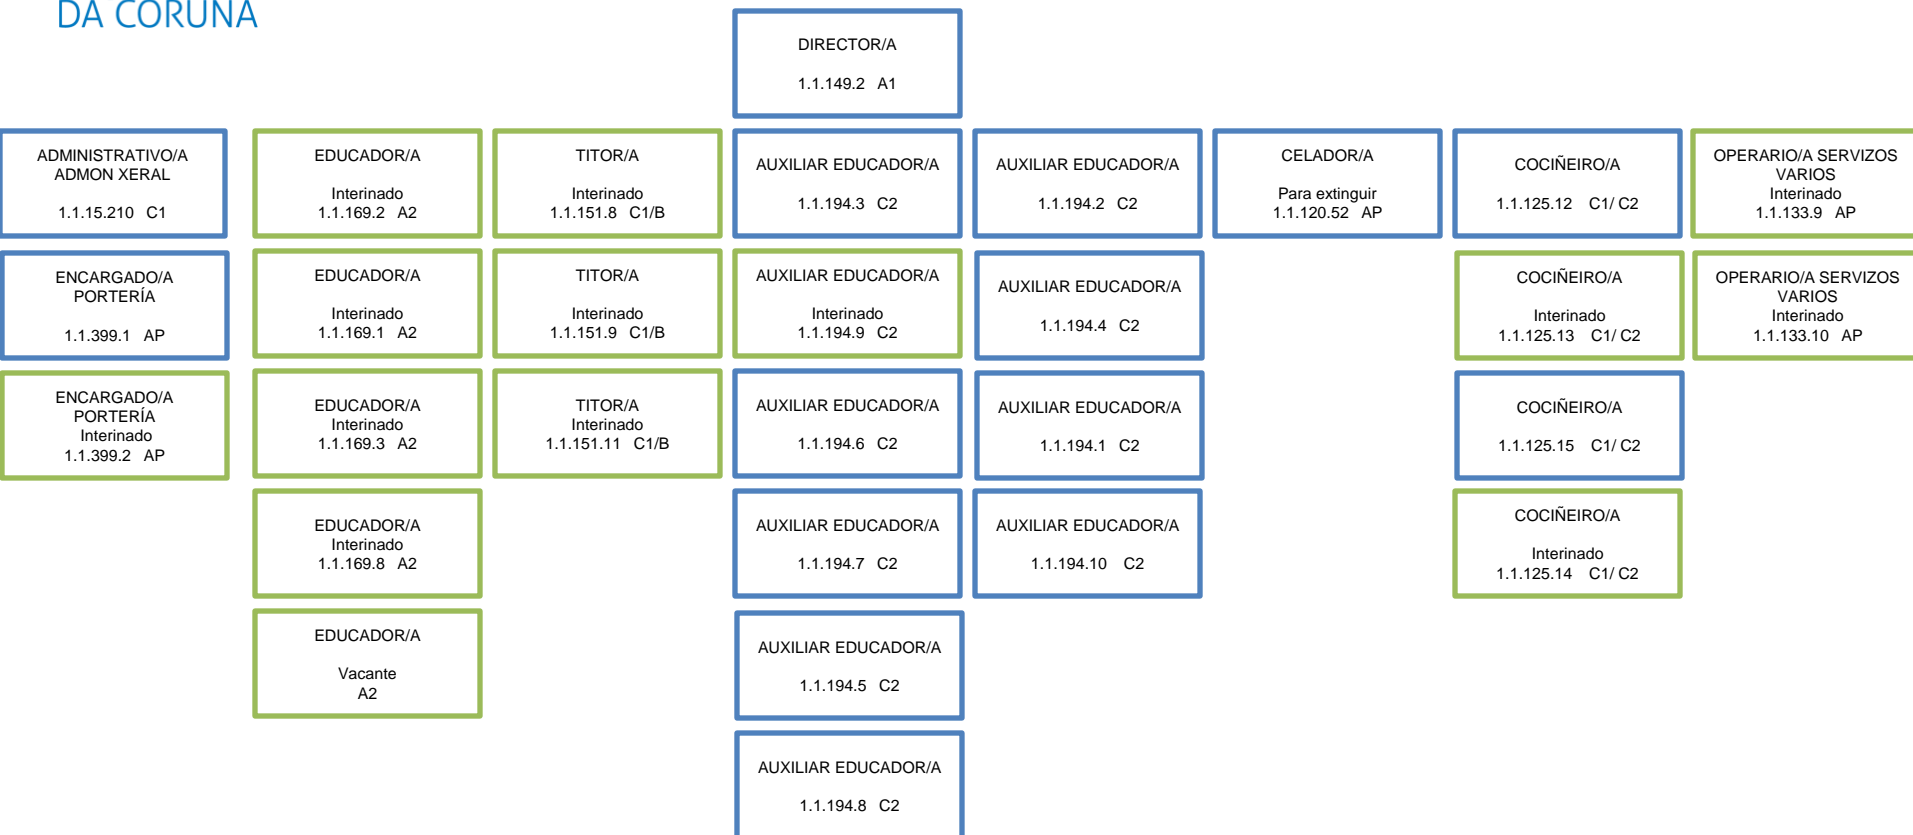 DA CORUÑA
DIRECTOR/A
1.1.149.2 A1
ADMINISTRATIVO/A
ADMON XERAL
1.1.15.210 C1
EDUCADOR/A
Interinado
1.1.169.2 A2
TITOR/A
Interinado
1.1.151.8 C1/B
AUXILIAR EDUCADOR/A
1.1.194.3 C2
AUXILIAR EDUCADOR/A
1.1.194.2 C2
CELADOR/A
Para extinguir
1.1.120.52 AP
COCIÑEIRO/A
1.1.125.12 C1/ C2
OPERARIO/A SERVIZOS
VARIOS
Interinado
1.1.133.9 AP
ENCARGADO/A
PORTERÍA
1.1.399.1 AP
EDUCADOR/A
Interinado
1.1.169.1 A2
TITOR/A
Interinado
1.1.151.9 C1/B
AUXILIAR EDUCADOR/A
Interinado
1.1.194.9 C2
AUXILIAR EDUCADOR/A
1.1.194.4 C2
COCIÑEIRO/A
Interinado
1.1.125.13 C1/ C2
OPERARIO/A SERVIZOS
VARIOS
Interinado
1.1.133.10 AP
ENCARGADO/A
PORTERÍA
Interinado
1.1.399.2 AP
EDUCADOR/A
Interinado
1.1.169.3 A2
TITOR/A
Interinado
1.1.151.11 C1/B
AUXILIAR EDUCADOR/A
1.1.194.6 C2
AUXILIAR EDUCADOR/A
1.1.194.1 C2
COCIÑEIRO/A
1.1.125.15 C1/ C2
EDUCADOR/A
Interinado
1.1.169.8 A2
AUXILIAR EDUCADOR/A
1.1.194.7 C2
AUXILIAR EDUCADOR/A
1.1.194.10 C2
COCIÑEIRO/A
Interinado
1.1.125.14 C1/ C2
EDUCADOR/A
Vacante
A2
AUXILIAR EDUCADOR/A
1.1.194.5 C2
AUXILIAR EDUCADOR/A
1.1.194.8 C2